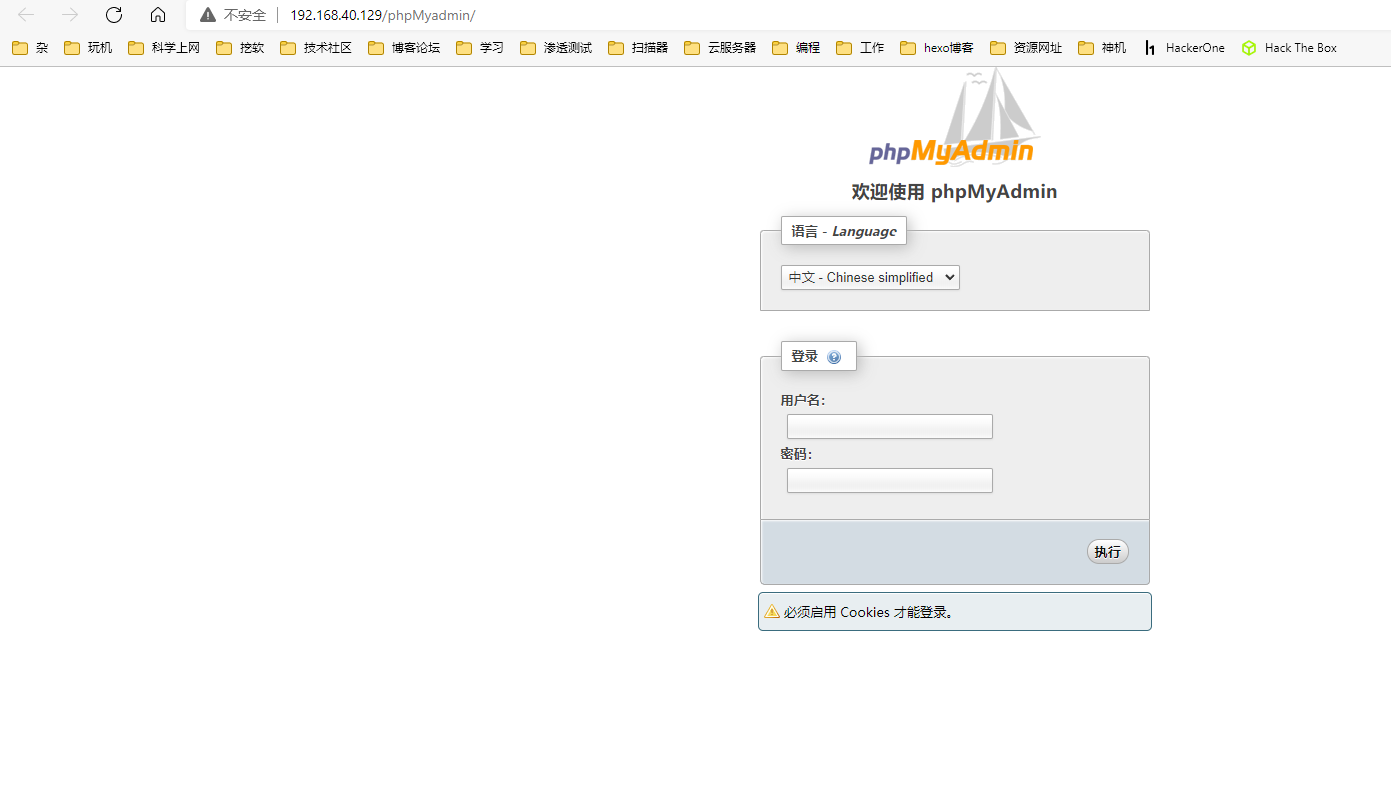 不安全 192.168.40.129/phpMyadmin/
杂 玩机 科学上网 挖软 技术社区 博客论坛 学习 渗透测试 扫描器 云服务器 编程 工作 hexo博客 资源网址 神机 HackerOne Hack The Box
phpMyAdmin
欢迎使用 phpMyAdmin
语言 - Language
中文 - Chinese simplified
登录
用户名：
密码：
执行
必须启用 Cookies 才能登录。